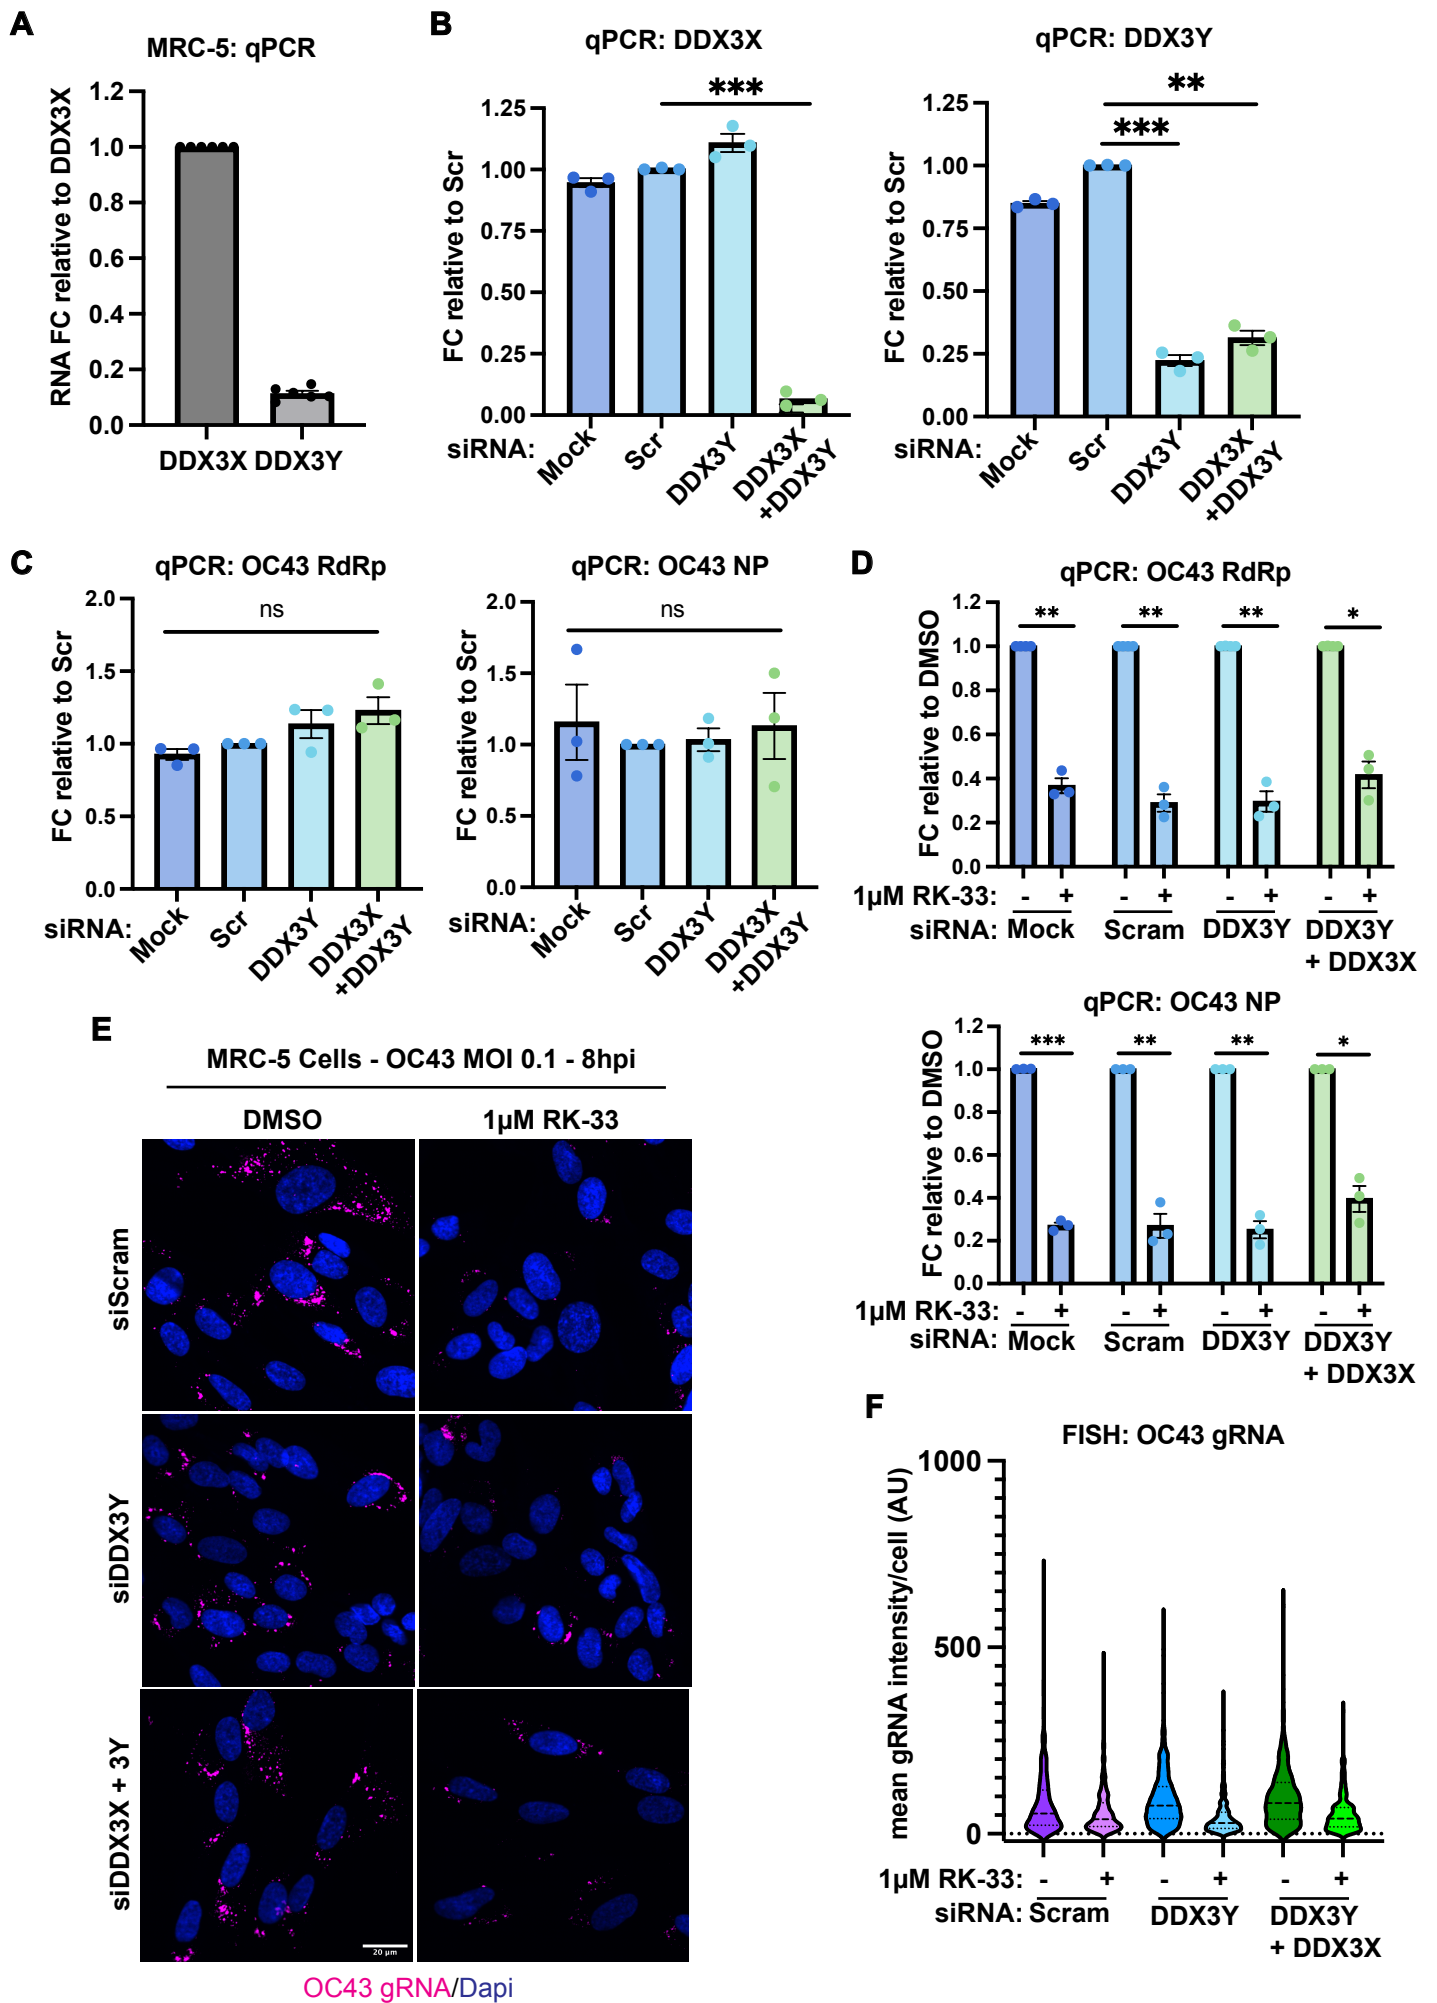 A
MRC-5: qPCR
RNA FC relative to DDX3X
1.2
1.0
0.8
0.6
0.4
0.2
0.0
DDX3X DDX3Y
B
qPCR: DDX3X
***
FC relative to Scr
1.25
1.00
0.75
0.50
0.25
0.00
siRNA:
Mock
Scr
DDX3Y
DDX3X
+DDX3Y
qPCR: DDX3Y
**
***
FC relative to Scr
1.25
1.00
0.75
0.50
0.25
0.00
siRNA:
Mock
Scr
DDX3Y
DDX3X
+DDX3Y
C
qPCR: OC43 RdRp
ns
FC relative to Scr
2.0
1.5
1.0
0.5
0.0
siRNA:
Mock
Scr
DDX3Y
DDX3X
+DDX3Y
qPCR: OC43 NP
ns
FC relative to Scr
2.0
1.5
1.0
0.5
0.0
Mock
Scr
DDX3Y
DDX3X
+DDX3Y
D
qPCR: OC43 RdRp
** ** ** *
FC relative to DMSO
1.2
1.0
0.8
0.6
0.4
0.2
0.0
1µM RK-33: - + - + - + - +
siRNA: Mock Scram DDX3Y DDX3Y
+ DDX3X
qPCR: OC43 NP
*** ** ** *
FC relative to DMSO
1.2
1.0
0.8
0.6
0.4
0.2
0.0
1µM RK-33: - + - + - + - +
siRNA: Mock Scram DDX3Y DDX3Y
+ DDX3X
E
MRC-5 Cells - OC43 MOI 0.1 - 8hpi
DMSO 1µM RK-33
siScram
siDDX3Y
siDDX3X + 3Y
20 µm
OC43 gRNA/Dapi
F
FISH: OC43 gRNA
mean gRNA intensity/cell (AU)
1000
500
0
1µM RK-33: - + - + - +
siRNA: Scram DDX3Y DDX3Y
+ DDX3X